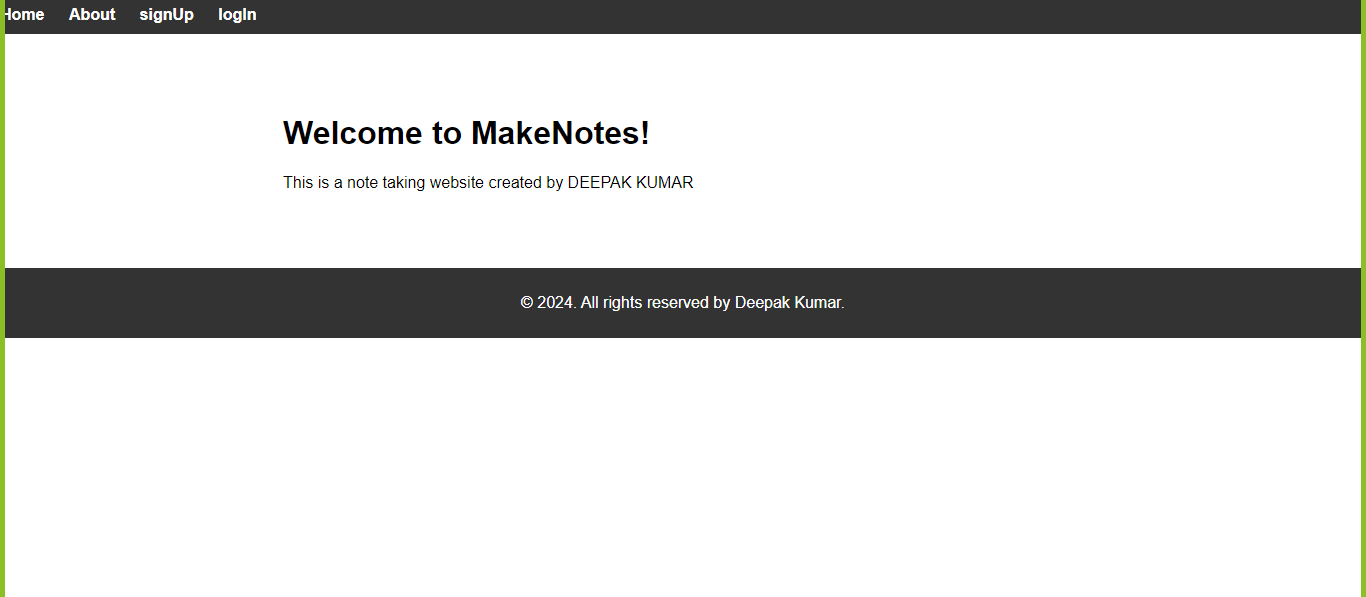 Home About signUp logIn
Welcome to MakeNotes!
This is a note taking website created by DEEPAK KUMAR
© 2024. All rights reserved by Deepak Kumar.